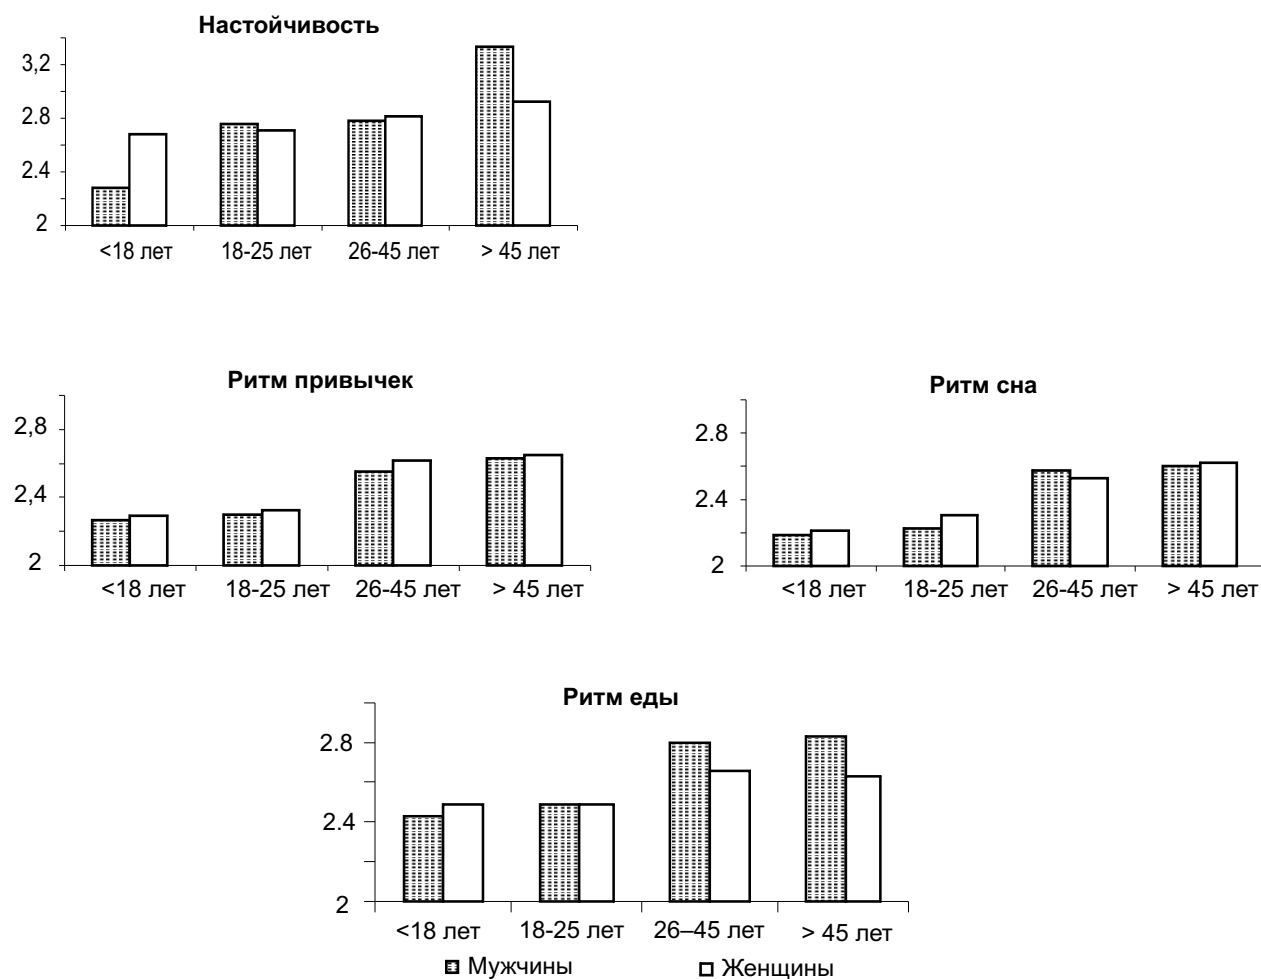 Настойчивость
3,2
2.8
2.4
2
<18 лет 18-25 лет 26-45 лет > 45 лет
Ритм привычек
2,8
2,4
2
<18 лет 18-25 лет 26-45 лет > 45 лет
Ритм сна
2.8
2.4
2
<18 лет 18-25 лет 26-45 лет > 45 лет
Ритм еды
2.8
2.4
2
<18 лет 18-25 лет 26–45 лет > 45 лет
Мужчины Женщины